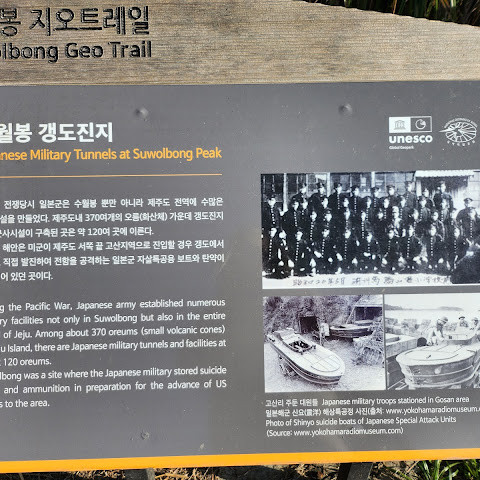 봉 지오트레일
olbong Geo Trail
월봉 갱도진지
nese Military Tunnels at Suwolbong Peak
unesco
Global Geopark
전쟁당시 일본군은 수월봉 뿐만 아니라 제주도 전역에 수많은
설을 만들었다. 제주도내 370여개의 오름(화산체) 가운데 갱도진지
사시설이 구축된 곳은 약 120여 곳에 이른다.
해안은 미군이 제주도 서쪽 끝 고산지역으로 진입할 경우 갱도에서
직접 발진하여 전함을 공격하는 일본군 자살특공용 보트와 탄약이
어 있던 곳이다.
g the Pacific War, Japanese army established numerous
ry facilities not only in Suwolbong but also in the entire
of Jeju. Among about 370 oreums (small volcanic cones)
u Island, there are Japanese military tunnels and facilities at
120 oreums.
lbong was a site where the Japanese military stored suicide
and ammunition in preparation for the advance of US
s to the area.
고산리 주둔 대원들 Japanese military troops stationed in Gosan area
일본해군 신요(震洋) 해상특공정 사진(출처: www.yokohamaradiomuseum.c
Photo of Shinyo suicide boats of Japanese Special Attack Units
(Source: www.yokohamaradiomuseum.com)